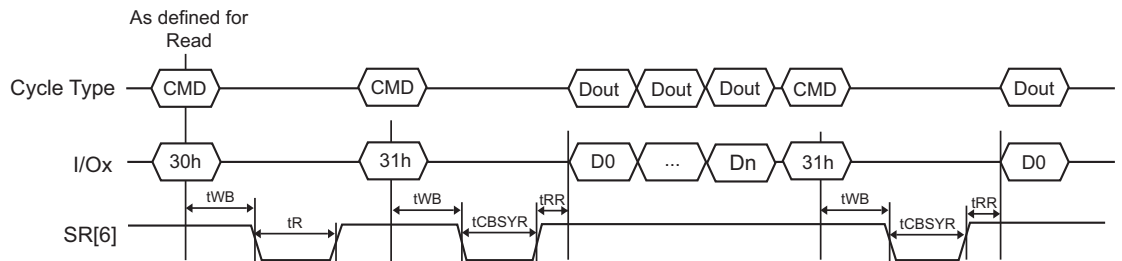 As defined for
Read
Cycle Type CMD CMD Dout Dout Dout CMD Dout
I/Ox 30h 31h D0 ... Dn 31h D0
tWB tWB tRR tWB tRR
tR tCBSYR tCBSYR
SR[6]